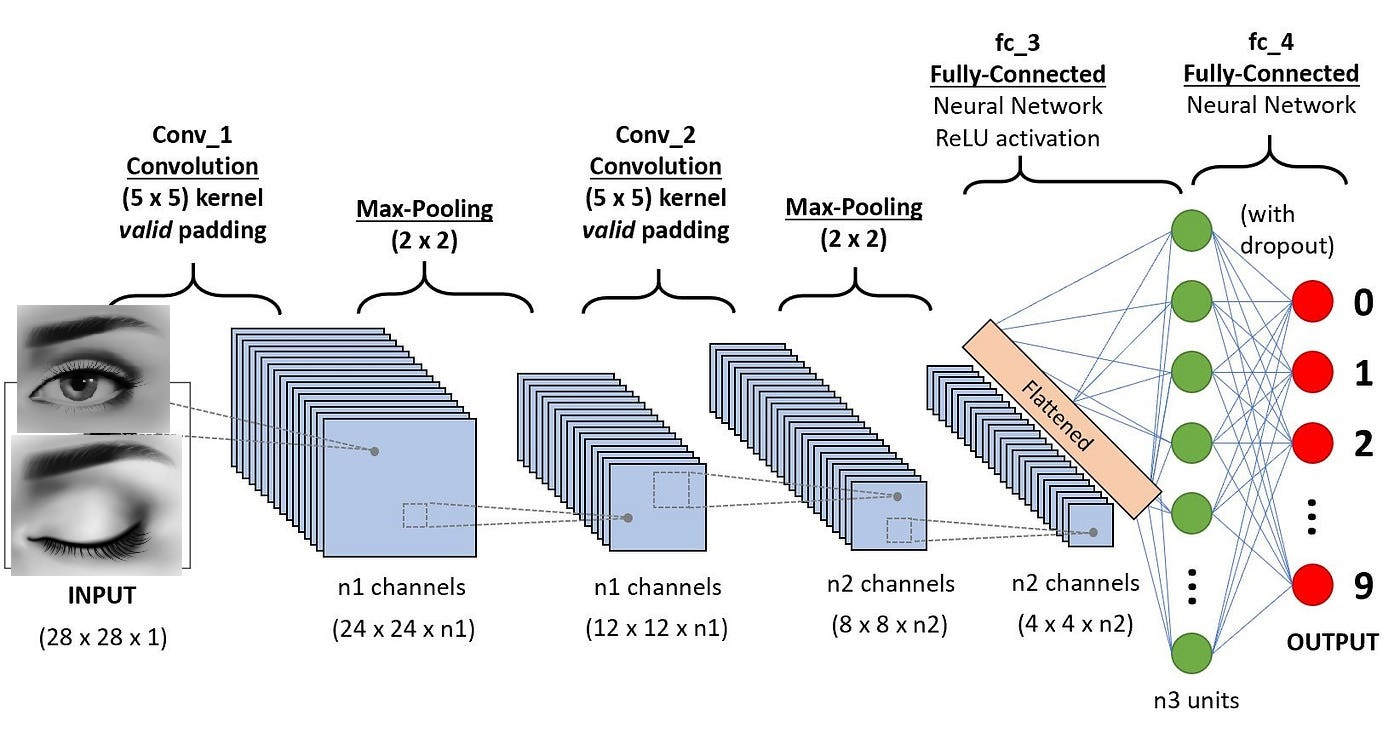 Conv_1
Convolution
(5 x 5) kernel
valid padding
Max-Pooling
(2 x 2)
Conv_2
Convolution
(5 x 5) kernel
valid padding
Max-Pooling
(2 x 2)
fc_3
Fully-Connected
Neural Network
ReLU activation
fc_4
Fully-Connected
Neural Network
(with
dropout)
Flattened
0
1
2
9
OUTPUT
INPUT
(28 x 28 x 1)
n1 channels
(24 x 24 x n1)
n1 channels
(12 x 12 x n1)
n2 channels
(8 x 8 x n2)
n2 channels
(4 x 4 x n2)
n3 units